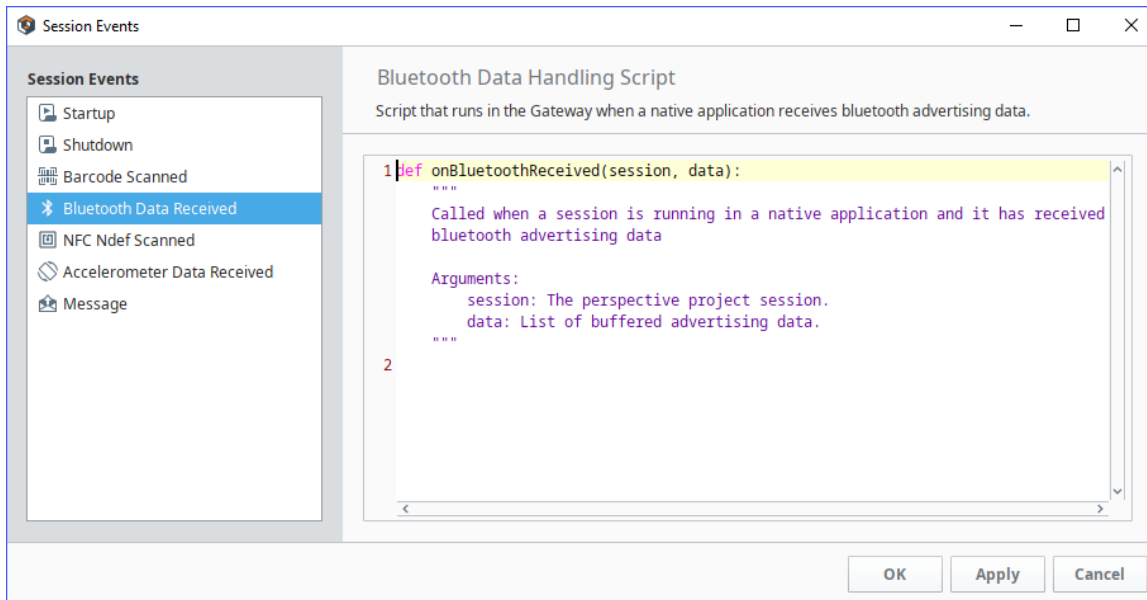 Session Events
Session Events
Startup
Shutdown
Barcode Scanned
Bluetooth Data Received
NFC Ndef Scanned
Accelerometer Data Received
Message
Bluetooth Data Handling Script
Script that runs in the Gateway when a native application receives bluetooth advertising data.
1 def onBluetoothReceived(session, data):
"""
Called when a session is running in a native application and it has received
bluetooth advertising data
Arguments:
session: The perspective project session.
data: List of buffered advertising data.
"""
2
OK
Apply
Cancel